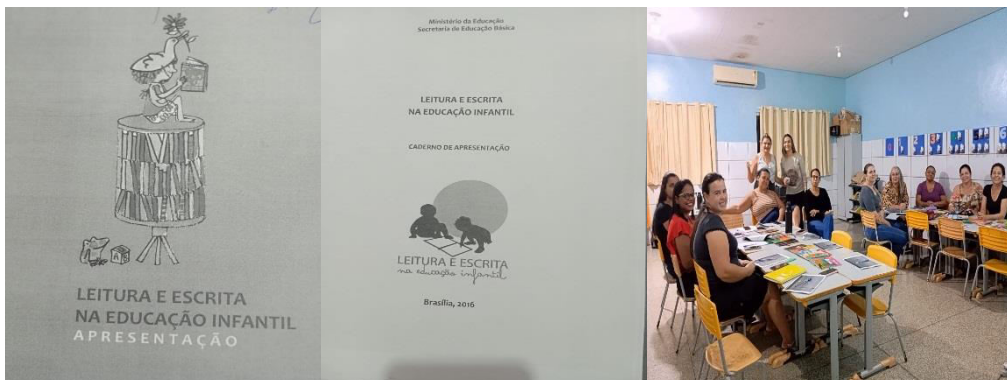 LEITURA E ESCRITA
NA EDUCAÇÃO INFANTIL
APRESENTAÇÃO
Ministério da Educação
Secretaria de Educação Básica
LEITURA E ESCRITA
NA EDUCAÇÃO INFANTIL
CADERNO DE APRESENTAÇÃO
LEITURA E ESCRITA
na educação infantil
Brasília, 2016